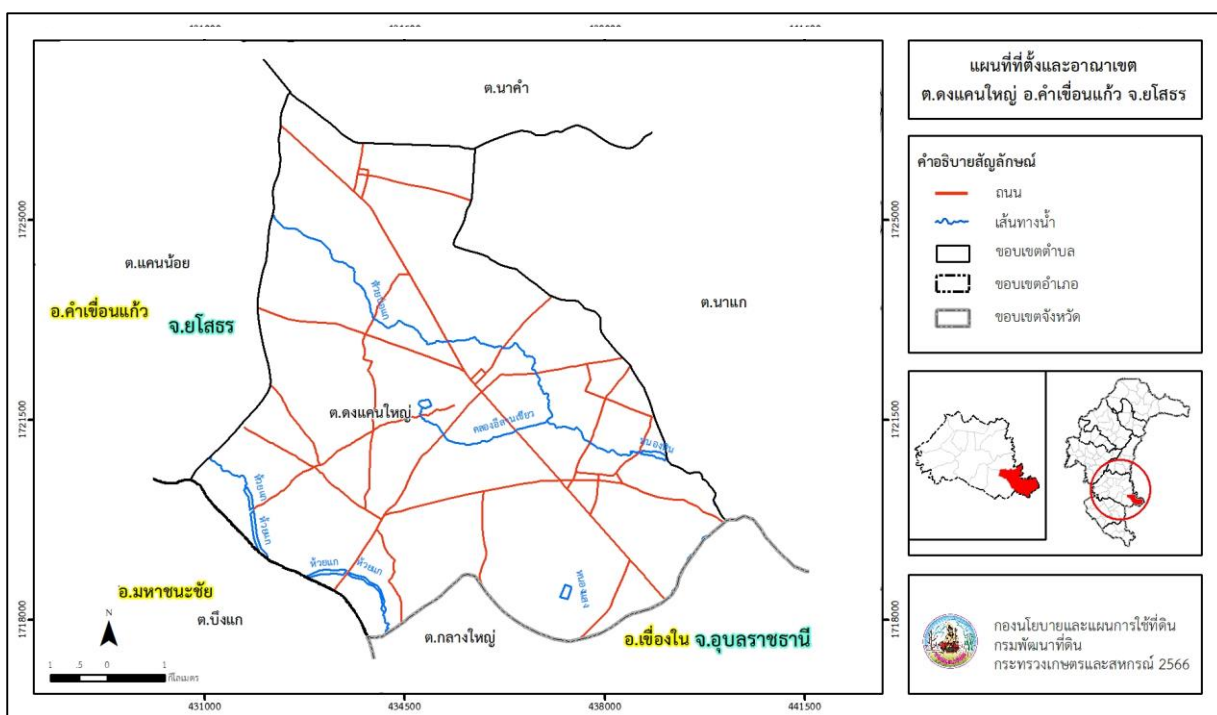 แผนที่ที่ตั้งและอาณาเขต
ต.ดงแคนใหญ่ อ.คำเขื่อนแก้ว จ.ยโสธร
คำอธิบายสัญลักษณ์
ถนน
เส้นทางน้ำ
ขอบเขตตำบล
ขอบเขตอำเภอ
ขอบเขตจังหวัด
ต.นาคำ
1725000
1725000
ต.แคนน้อย
ต.นาแก
อ.คำเขื่อนแก้ว
จ.ยโสธร
ต.ดงแคนใหญ่
คลองอีสานเขียว
1721500
1721500
ห้วยแก
ห้วยแก
ห้วยแก
ห้วยแก
อ.มหาชนะชัย
ต.บึงแก
ต.กลางใหญ่
อ.เขื่องใน จ.อุบลราชธานี
1718000
1718000
N
1 .5 0 1
กิโลเมตร
431000
434500
438000
441500
กองนโยบายและแผนการใช้ที่ดิน
กรมพัฒนาที่ดิน
กระทรวงเกษตรและสหกรณ์ 2566